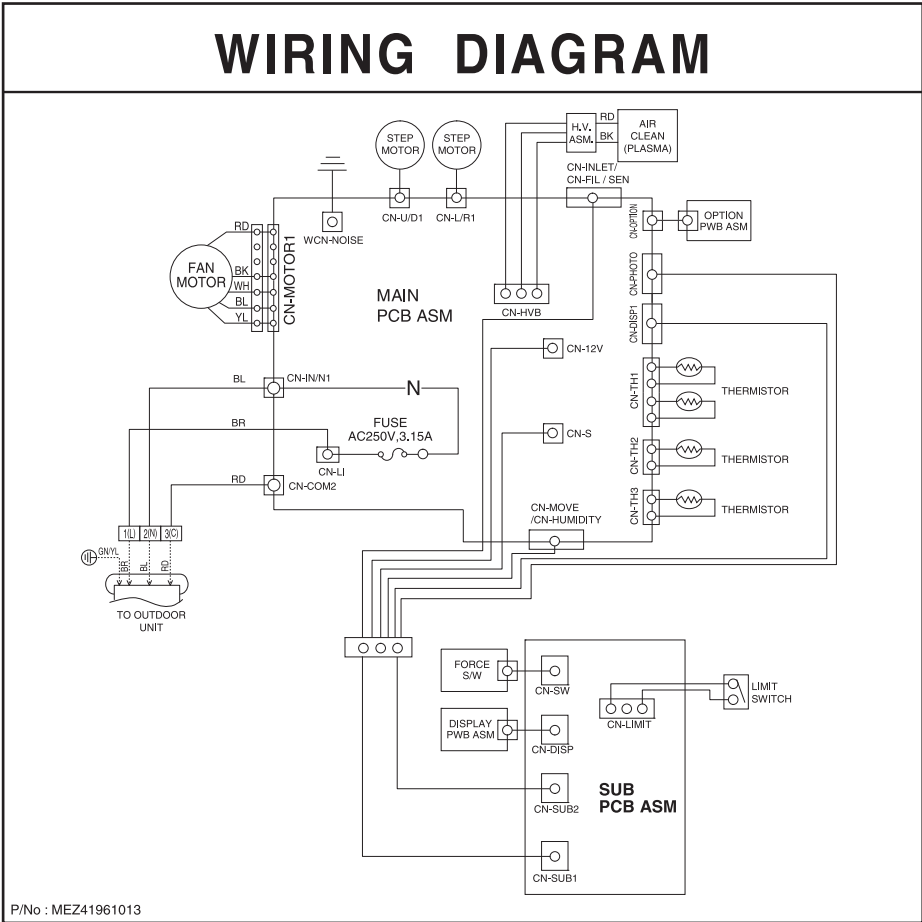 WIRING DIAGRAM
STEP
MOTOR
STEP
MOTOR
H.V.
ASM.
RD
BK
AIR
CLEAN
(PLASMA)
CN-INLET/
CN-FIL / SEN
CN-U/D1
CN-L/R1
WCN-NOISE
CN-OPTION
OPTION
PWB ASM
RD
BK
WH
BL
YL
FAN
MOTOR
CN-MOTOR1
MAIN
PCB ASM
CN-HVB
CN-PHOTO
CN-DISP1
CN-12V
CN-TH1
THERMISTOR
BL
CN-IN/N1
N
BR
FUSE
AC250V,3.15A
CN-LI
CN-S
CN-TH2
THERMISTOR
RD
CN-COM2
CN-MOVE
/CN-HUMIDITY
CN-TH3
THERMISTOR
1(L)
2(N)
3(C)
GN/YL
BR
BL
RD
TO OUTDOOR
UNIT
FORCE
S/W
CN-SW
LIMIT
SWITCH
CN-LIMIT
DISPLAY
PWB ASM
CN-DISP
SUB
PCB ASM
CN-SUB2
CN-SUB1
P/No : MEZ41961013